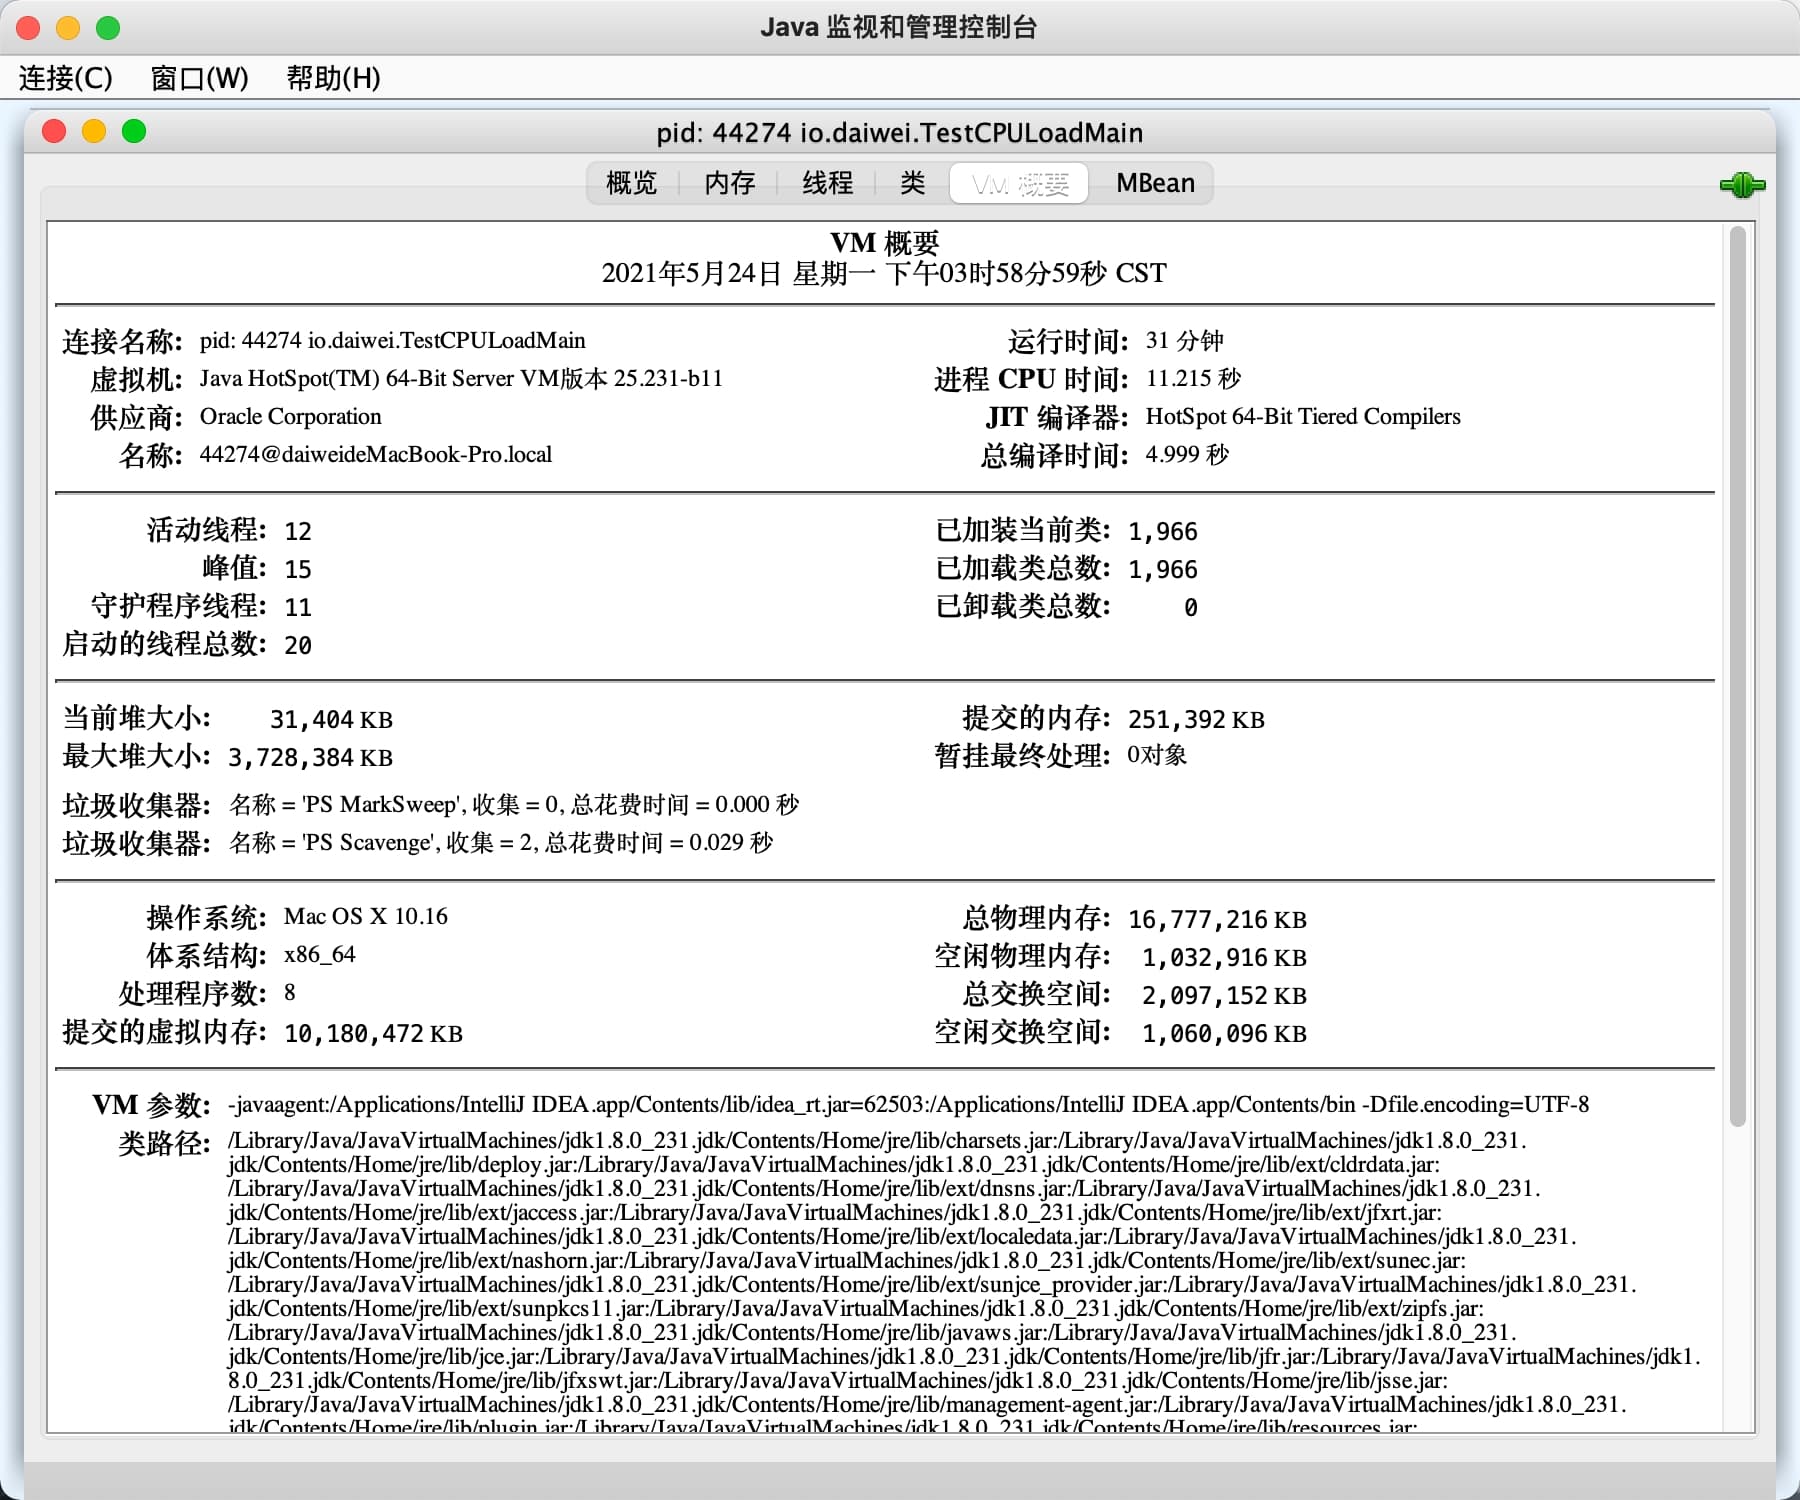 Java 监视和管理控制台
连接(C) 窗口(W) 帮助(H)
pid: 44274 io.daiwei.TestCPULoadMain
概览 内存 线程 类 VM 概要 MBean
VM 概要
2021年5月24日 星期一 下午03时58分59秒 CST
连接名称: pid: 44274 io.daiwei.TestCPULoadMain 运行时间: 31 分钟
虚拟机: Java HotSpot(TM) 64-Bit Server VM版本 25.231-b11 进程 CPU 时间: 11.215 秒
供应商: Oracle Corporation JIT 编译器: HotSpot 64-Bit Tiered Compilers
名称: 44274@daiweideMacBook-Pro.local 总编译时间: 4.999 秒
活动线程: 12 已加装当前类: 1,966
峰值: 15 已加载类总数: 1,966
守护程序线程: 11 已卸载类总数: 0
启动的线程总数: 20
当前堆大小: 31,404 KB 提交的内存: 251,392 KB
最大堆大小: 3,728,384 KB 暂挂最终处理: 0对象
垃圾收集器: 名称 = 'PS MarkSweep', 收集 = 0, 总花费时间 = 0.000 秒
垃圾收集器: 名称 = 'PS Scavenge', 收集 = 2, 总花费时间 = 0.029 秒
操作系统: Mac OS X 10.16 总物理内存: 16,777,216 KB
体系结构: x86_64 空闲物理内存: 1,032,916 KB
处理程序数: 8 总交换空间: 2,097,152 KB
提交的虚拟内存: 10,180,472 KB 空闲交换空间: 1,060,096 KB
VM 参数: -javaagent:/Applications/IntelliJ IDEA.app/Contents/lib/idea_rt.jar=62503:/Applications/IntelliJ IDEA.app/Contents/bin -Dfile.encoding=UTF-8
类路径: /Library/Java/JavaVirtualMachines/jdk1.8.0_231.jdk/Contents/Home/jre/lib/charsets.jar:/Library/Java/JavaVirtualMachines/jdk1.8.0_231.
jdk/Contents/Home/jre/lib/deploy.jar:/Library/Java/JavaVirtualMachines/jdk1.8.0_231.jdk/Contents/Home/jre/lib/ext/cldrdata.jar:
/Library/Java/JavaVirtualMachines/jdk1.8.0_231.jdk/Contents/Home/jre/lib/ext/dnsns.jar:/Library/Java/JavaVirtualMachines/jdk1.8.0_231.
jdk/Contents/Home/jre/lib/ext/jaccess.jar:/Library/Java/JavaVirtualMachines/jdk1.8.0_231.jdk/Contents/Home/jre/lib/ext/jfxrt.jar:
/Library/Java/JavaVirtualMachines/jdk1.8.0_231.jdk/Contents/Home/jre/lib/ext/localedata.jar:/Library/Java/JavaVirtualMachines/jdk1.8.0_231.
jdk/Contents/Home/jre/lib/ext/nashorn.jar:/Library/Java/JavaVirtualMachines/jdk1.8.0_231.jdk/Contents/Home/jre/lib/ext/sunec.jar:
/Library/Java/JavaVirtualMachines/jdk1.8.0_231.jdk/Contents/Home/jre/lib/ext/sunjce_provider.jar:/Library/Java/JavaVirtualMachines/jdk1.8.0_231.
jdk/Contents/Home/jre/lib/ext/sunpkcs11.jar:/Library/Java/JavaVirtualMachines/jdk1.8.0_231.jdk/Contents/Home/jre/lib/ext/zipfs.jar:
/Library/Java/JavaVirtualMachines/jdk1.8.0_231.jdk/Contents/Home/jre/lib/javaws.jar:/Library/Java/JavaVirtualMachines/jdk1.8.0_231.
jdk/Contents/Home/jre/lib/jce.jar:/Library/Java/JavaVirtualMachines/jdk1.8.0_231.jdk/Contents/Home/jre/lib/jfr.jar:/Library/Java/JavaVirtualMachines/jdk1.
8.0_231.jdk/Contents/Home/jre/lib/jfxswt.jar:/Library/Java/JavaVirtualMachines/jdk1.8.0_231.jdk/Contents/Home/jre/lib/jsse.jar:
/Library/Java/JavaVirtualMachines/jdk1.8.0_231.jdk/Contents/Home/jre/lib/management-agent.jar:/Library/Java/JavaVirtualMachines/jdk1.8.0_231.
jdk/Contents/Home/jre/lib/plugin.jar:/Library/Java/JavaVirtualMachines/jdk1.8.0_231.jdk/Contents/Home/jre/lib/resources.jar: